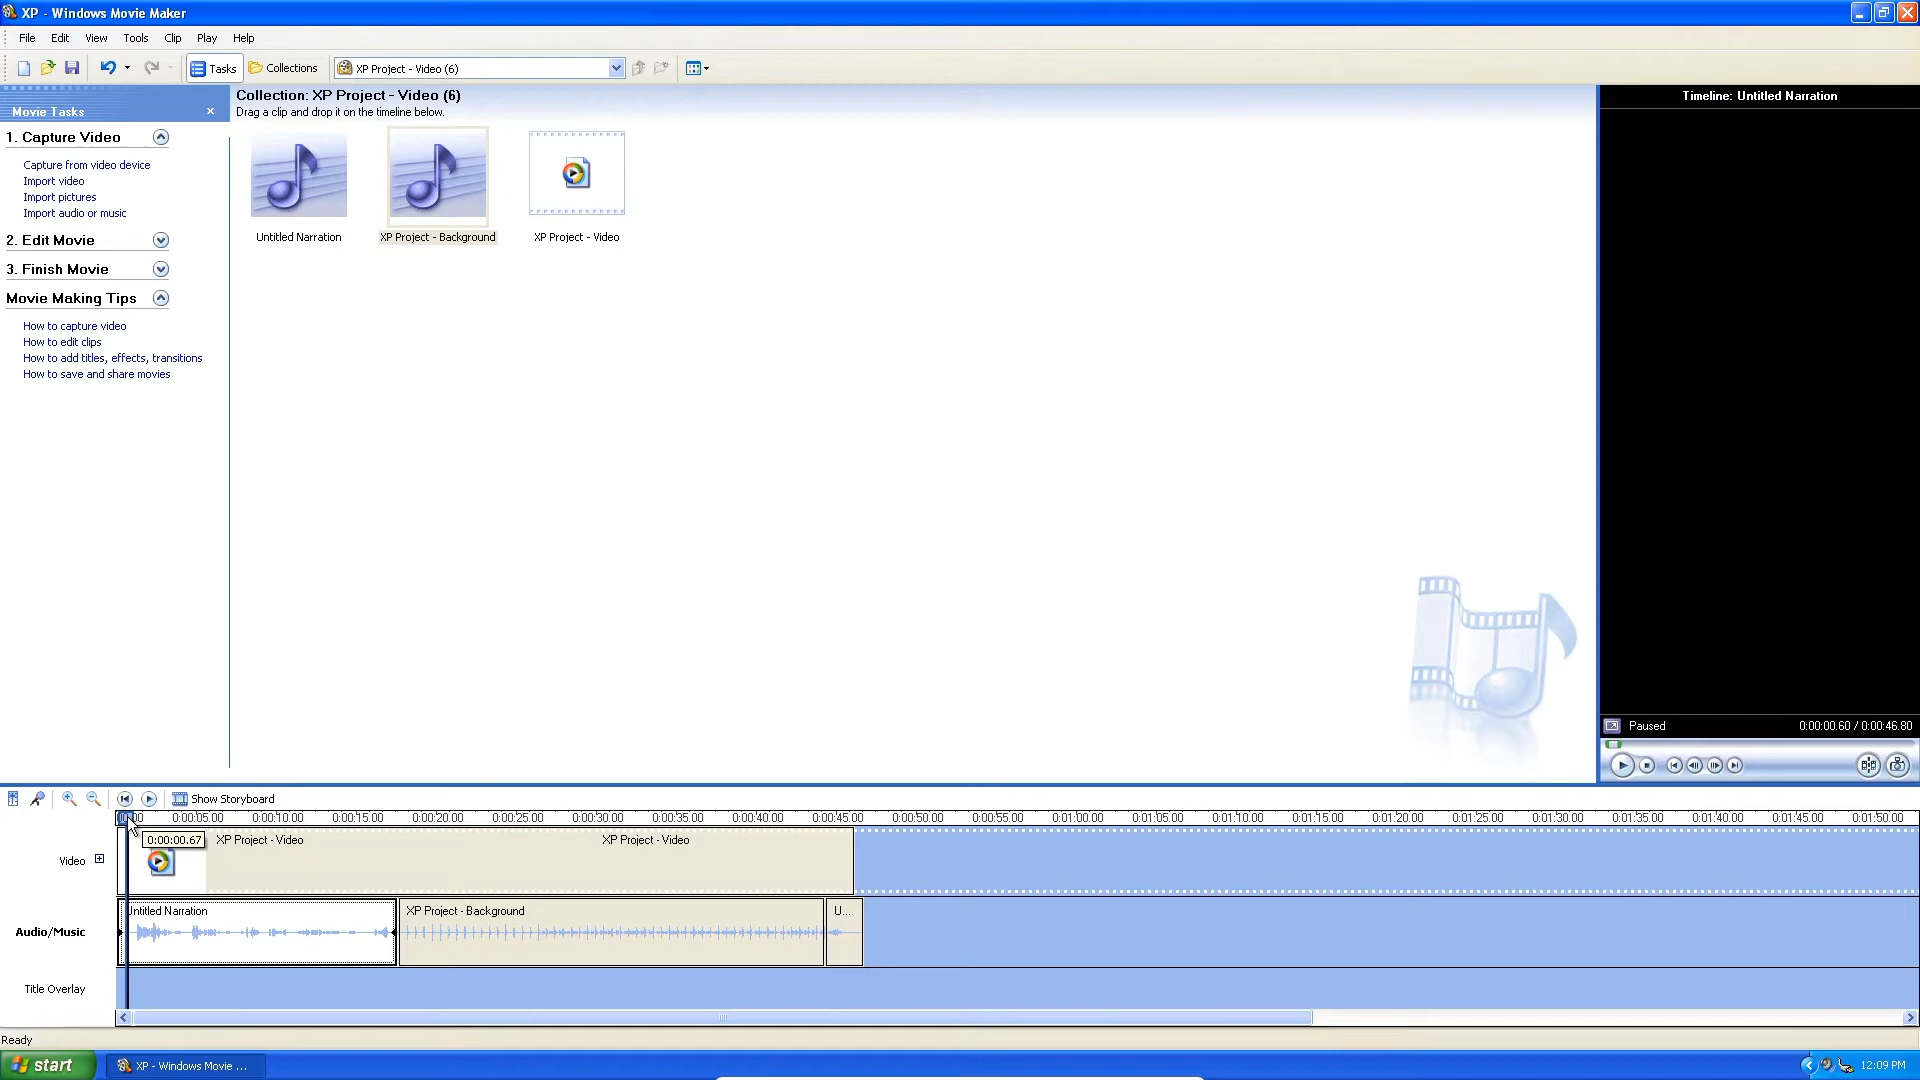 XP - Windows Movie Maker
File Edit View Tools Clip Play Help
Tasks Collections XP Project - Video (6)
Movie Tasks
1. Capture Video
Capture from video device
Import video
Import pictures
Import audio or music
2. Edit Movie
3. Finish Movie
Movie Making Tips
How to capture video
How to edit clips
How to add titles, effects, transitions
How to save and share movies
Collection: XP Project - Video (6)
Drag a clip and drop it on the timeline below.
Untitled Narration
XP Project - Background
XP Project - Video
Timeline: Untitled Narration
Paused 0:00:00.60 / 0:00:46.80
Show Storyboard
00 0:00:05.00 0:00:10.00 0:00:15.00 0:00:20.00 0:00:25.00 0:00:30.00 0:00:35.00 0:00:40.00 0:00:45.00 0:00:50.00 0:00:55.00 0:01:00.00 0:01:05.00 0:01:10.00 0:01:15.00 0:01:20.00 0:01:25.00 0:01:30.00 0:01:35.00 0:01:40.00 0:01:45.00 0:01:50.00
0:00:00.67 XP Project - Video XP Project - Video
Video
Untitled Narration XP Project - Background U...
Audio/Music
Title Overlay
Ready
start XP - Windows Movie ... 12:09 PM